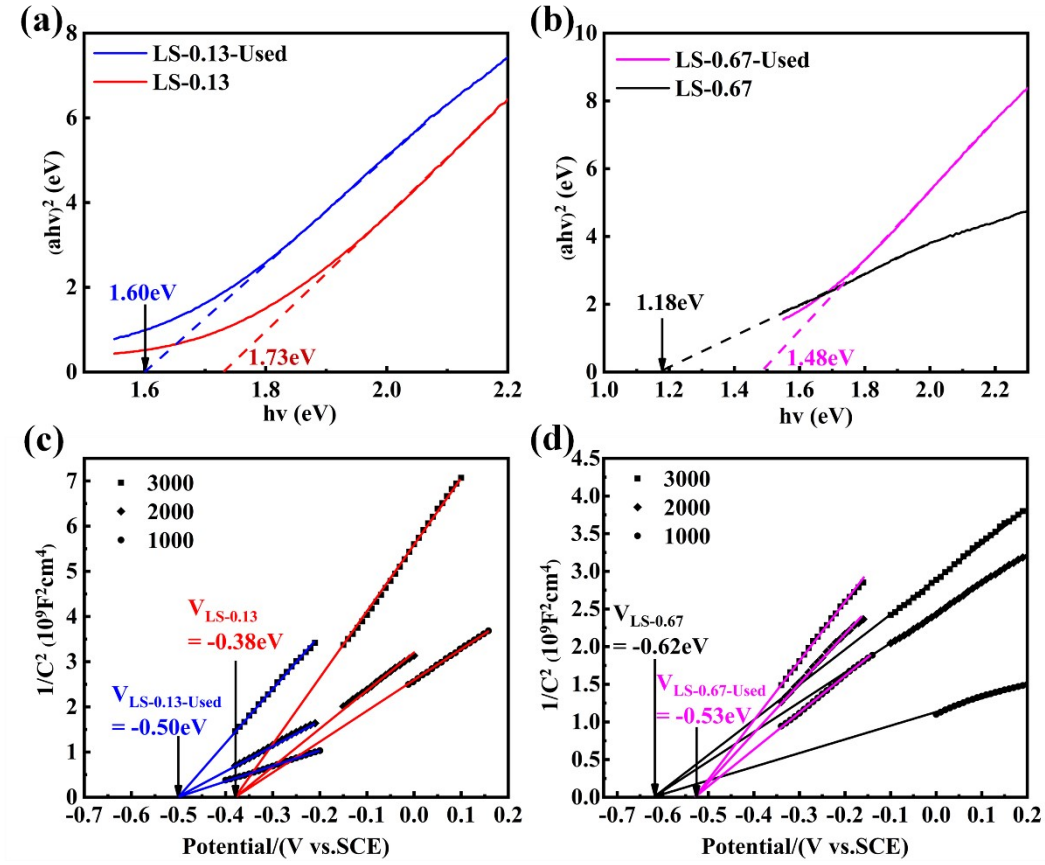 (a)
LS-0.13-Used
LS-0.13
8
6
4
2
0
(ahv)² (eV)
1.60eV
1.73eV
1.6 1.8 2.0 2.2
hv (eV)
(b)
LS-0.67-Used
LS-0.67
10
8
6
4
2
0
(ahv)² (eV)
1.18eV
1.48eV
1.0 1.2 1.4 1.6 1.8 2.0 2.2
hv (eV)
(c)
3000
2000
1000
7
6
5
4
3
2
1
0
1/C² (10⁹F²cm⁴)
V_LS-0.13
= -0.38eV
V_LS-0.13-Used
= -0.50eV
-0.7 -0.6 -0.5 -0.4 -0.3 -0.2 -0.1 0.0 0.1 0.2
Potential/(V vs.SCE)
(d)
3000
2000
1000
4.5
4.0
3.5
3.0
2.5
2.0
1.5
1.0
0.5
0.0
1/C² (10⁹F²cm⁴)
V_LS-0.67
= -0.62eV
V_LS-0.67-Used
= -0.53eV
-0.7 -0.6 -0.5 -0.4 -0.3 -0.2 -0.1 0.0 0.1 0.2
Potential/(V vs.SCE)